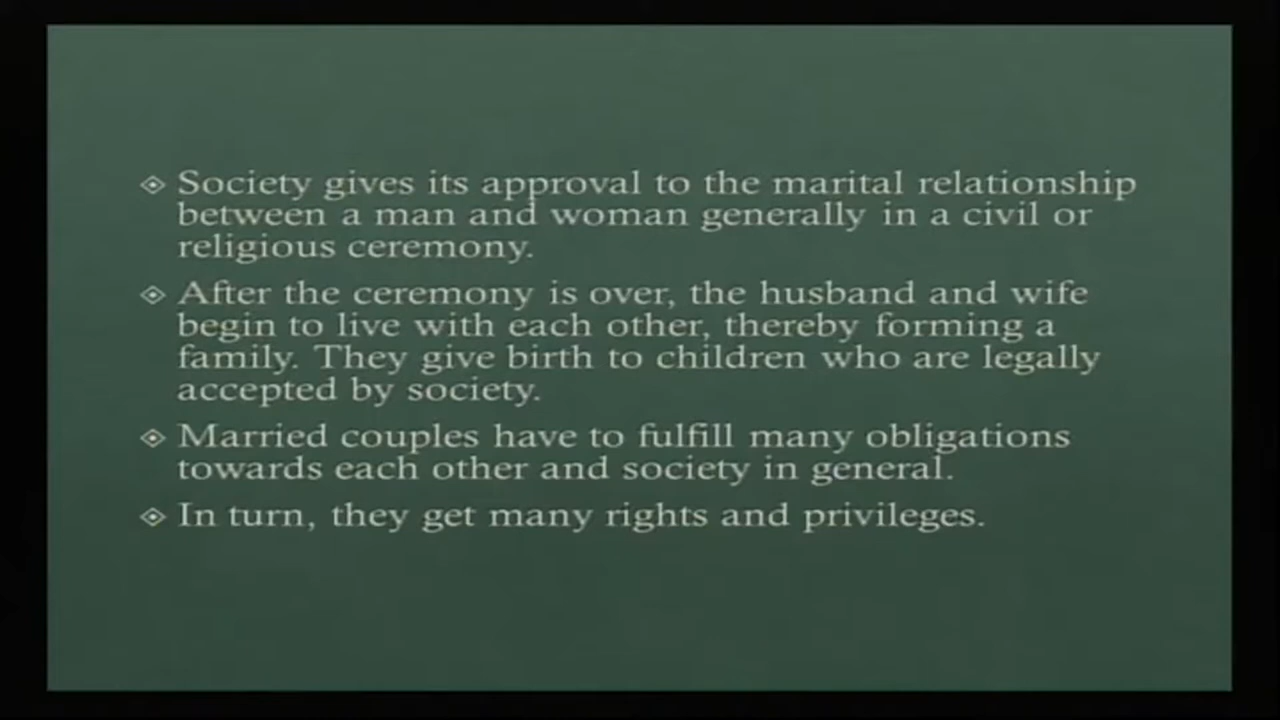 Society gives its approval to the marital relationship
between a man and woman generally in a civil or
religious ceremony.
After the ceremony is over, the husband and wife
begin to live with each other, thereby forming a
family. They give birth to children who are legally
accepted by society.
Married couples have to fulfill many obligations
towards each other and society in general.
In turn, they get many rights and privileges.